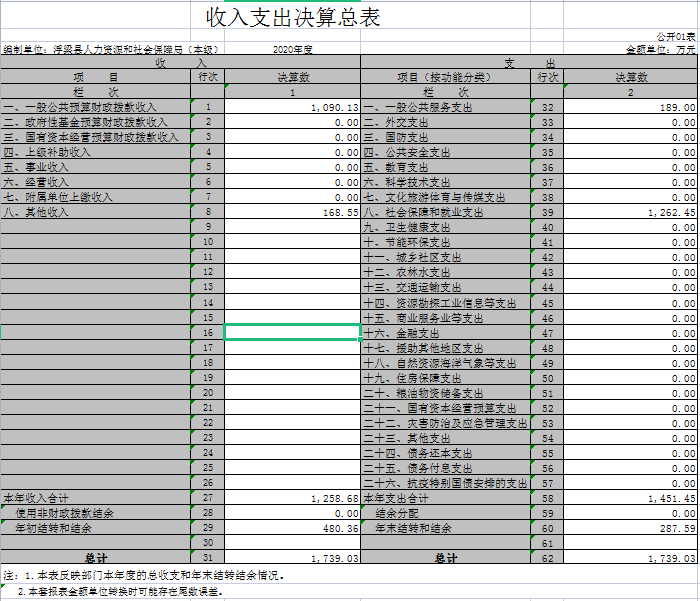 收入支出决算总表
公开01表
编制单位：浮梁县人力资源和社会保障局（本级） 2020年度 金额单位：万元
收 入 支 出
项 目 行次 决算数 项目（按功能分类） 行次 决算数
栏 次 1 栏 次 2
一、一般公共预算财政拨款收入 1 1,090.13 一、一般公共服务支出 32 189.00
二、政府性基金预算财政拨款收入 2 0.00 二、外交支出 33 0.00
三、国有资本经营预算财政拨款收入 3 0.00 三、国防支出 34 0.00
四、上级补助收入 4 0.00 四、公共安全支出 35 0.00
五、事业收入 5 0.00 五、教育支出 36 0.00
六、经营收入 6 0.00 六、科学技术支出 37 0.00
七、附属单位上缴收入 7 0.00 七、文化旅游体育与传媒支出 38 0.00
八、其他收入 8 168.55 八、社会保障和就业支出 39 1,262.45
9 九、卫生健康支出 40 0.00
10 十、节能环保支出 41 0.00
11 十一、城乡社区支出 42 0.00
12 十二、农林水支出 43 0.00
13 十三、交通运输支出 44 0.00
14 十四、资源勘探工业信息等支出 45 0.00
15 十五、商业服务业等支出 46 0.00
16 十六、金融支出 47 0.00
17 十七、援助其他地区支出 48 0.00
18 十八、自然资源海洋气象等支出 49 0.00
19 十九、住房保障支出 50 0.00
20 二十、粮油物资储备支出 51 0.00
21 二十一、国有资本经营预算支出 52 0.00
22 二十二、灾害防治及应急管理支出 53 0.00
23 二十三、其他支出 54 0.00
24 二十四、债务还本支出 55 0.00
25 二十五、债务付息支出 56 0.00
26 二十六、抗疫特别国债安排的支出 57 0.00
本年收入合计 27 1,258.68 本年支出合计 58 1,451.45
使用非财政拨款结余 28 0.00 结余分配 59 0.00
年初结转和结余 29 480.36 年末结转和结余 60 287.59
30 61
总计 31 1,739.03 总计 62 1,739.03
注：1.本表反映部门本年度的总收支和年末结转结余情况。
2.本套报表金额单位转换时可能存在尾数误差。